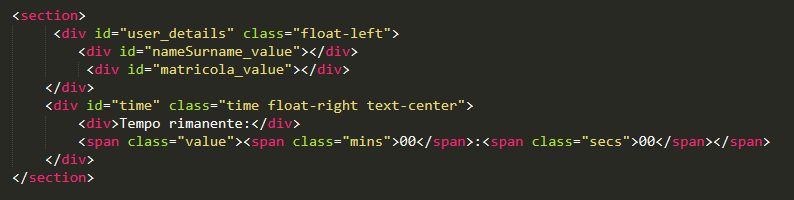 <section>
<div id="user_details" class="float-left">
<div id="nameSurname_value"></div>
<div id="matricola_value"></div>
</div>
<div id="time" class="time float-right text-center">
<div>Tempo rimanente:</div>
<span class="value"><span class="mins">00</span>:<span class="secs">00</span></span>
</div>
</section>